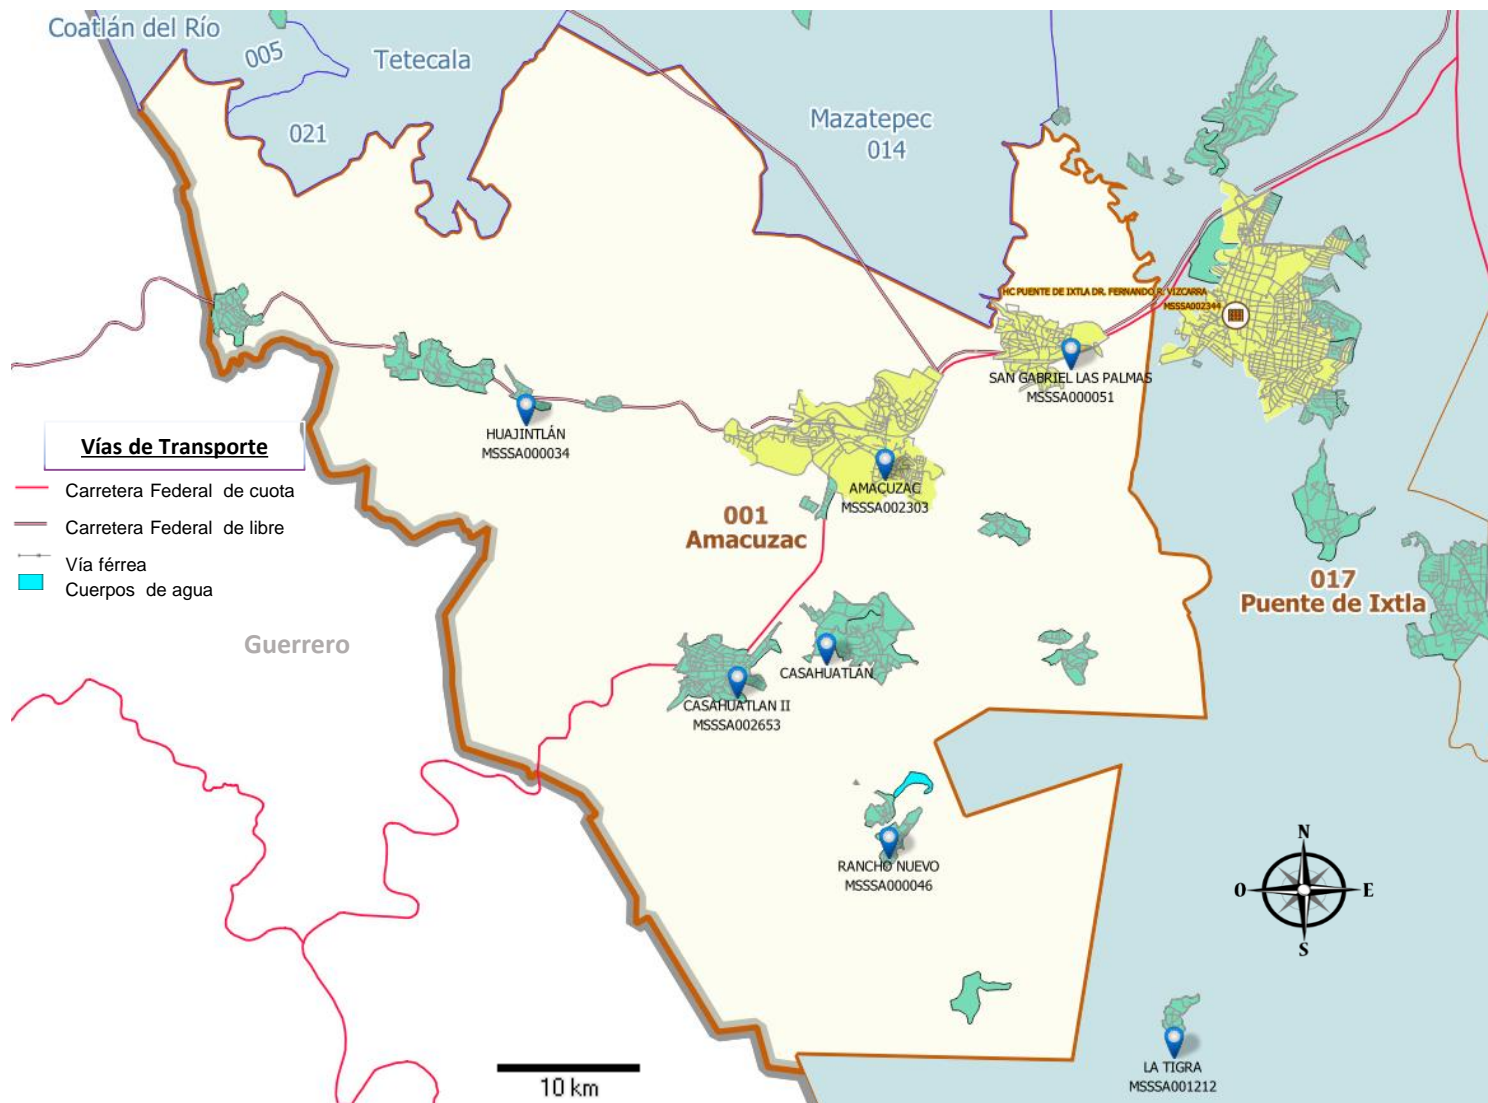 Coatlán del Río
005
Tetecala
021
Mazatepec
014
HC PUENTE DE IXTLA DR. FERNANDO R. VIZCARRA
MSSSA002344
SAN GABRIEL LAS PALMAS
MSSSA000051
HUAJINTLÁN
MSSSA000034
Vías de Transporte
Carretera Federal de cuota
Carretera Federal de libre
Vía férrea
Cuerpos de agua
AMACUZAC
MSSSA002303
001
Amacuzac
017
Puente de Ixtla
Guerrero
CASAHUATLÁN
CASAHUATLAN II
MSSSA002653
RANCHO NUEVO
MSSSA000046
N
O
E
S
LA TIGRA
MSSSA001212
10 km